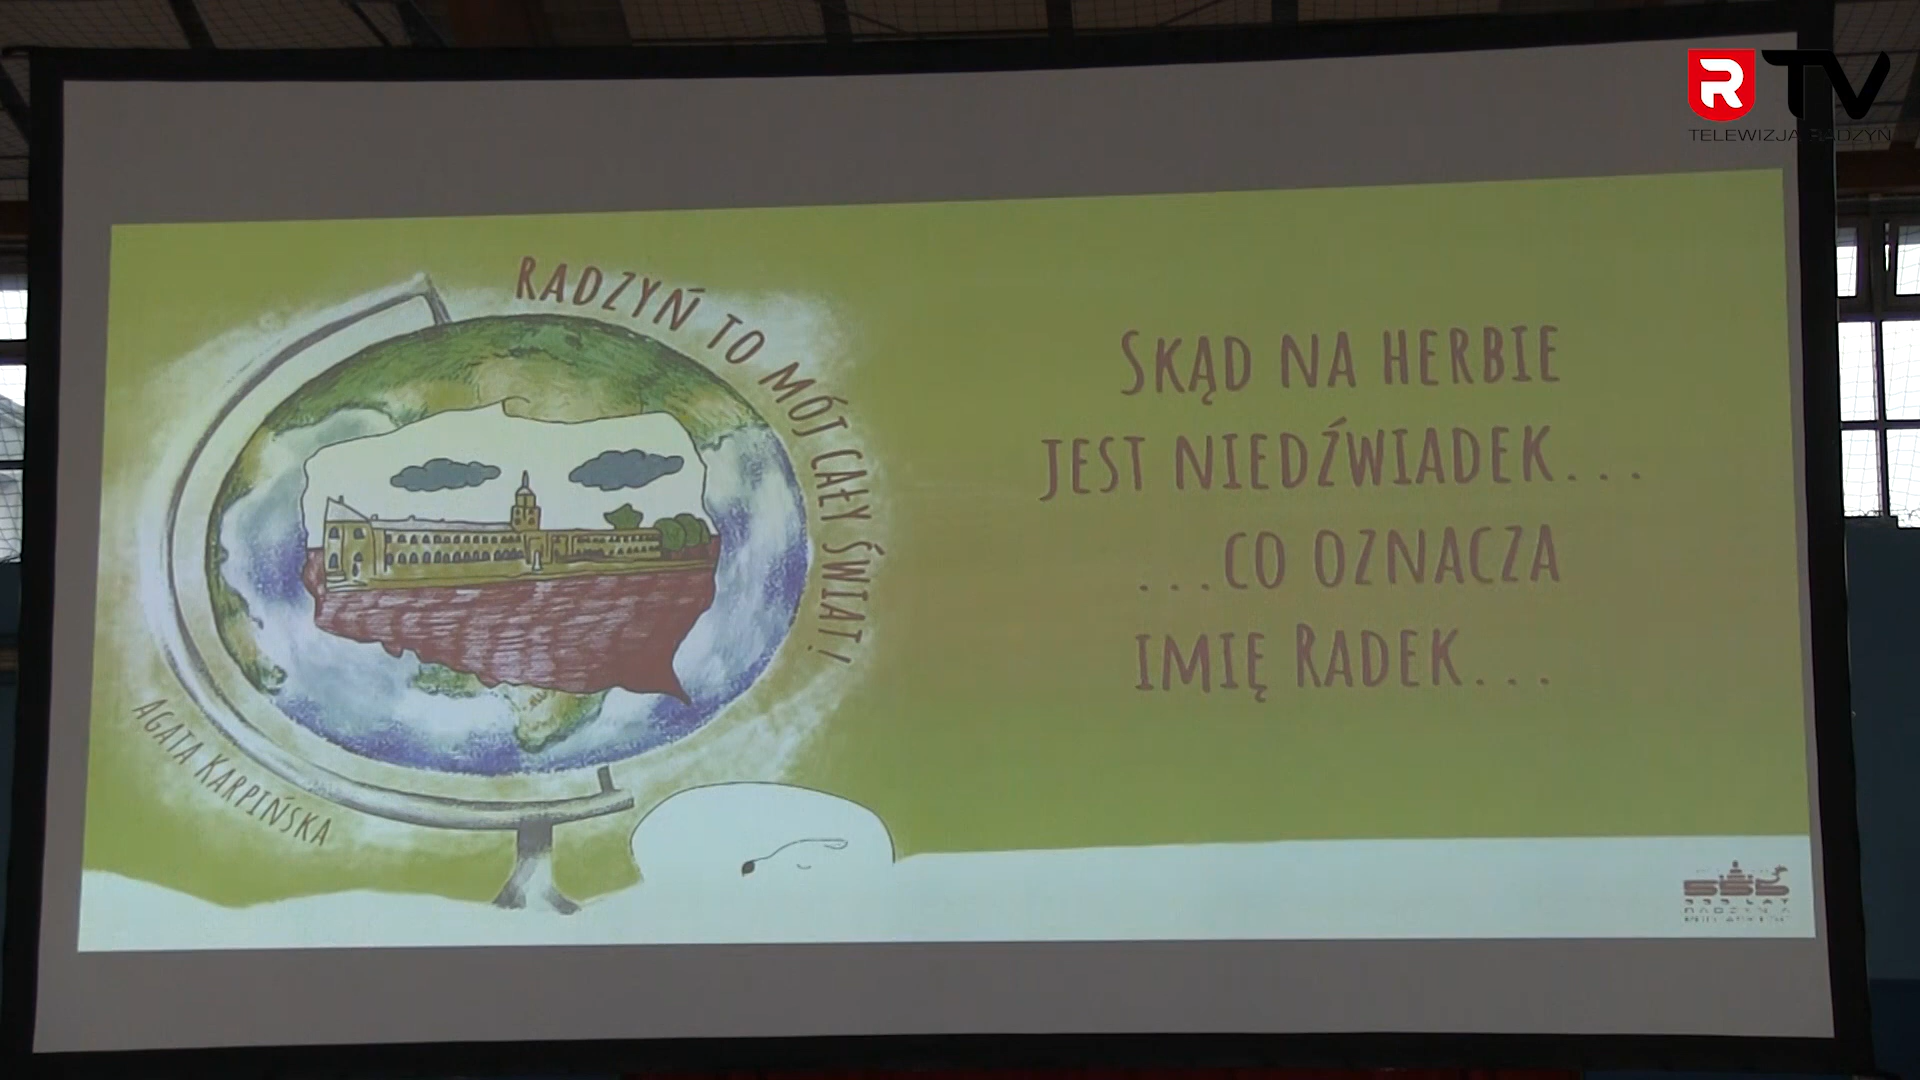 R TV
TELEWIZJA RADZYŃ
RADZYŃ TO MÓJ CAŁY ŚWIAT!
AGATA KARPIŃSKA
SKĄD NA HERBIE
JEST NIEDŹWIADEK...
...CO OZNACZA
IMIĘ RADEK...
555 LAT